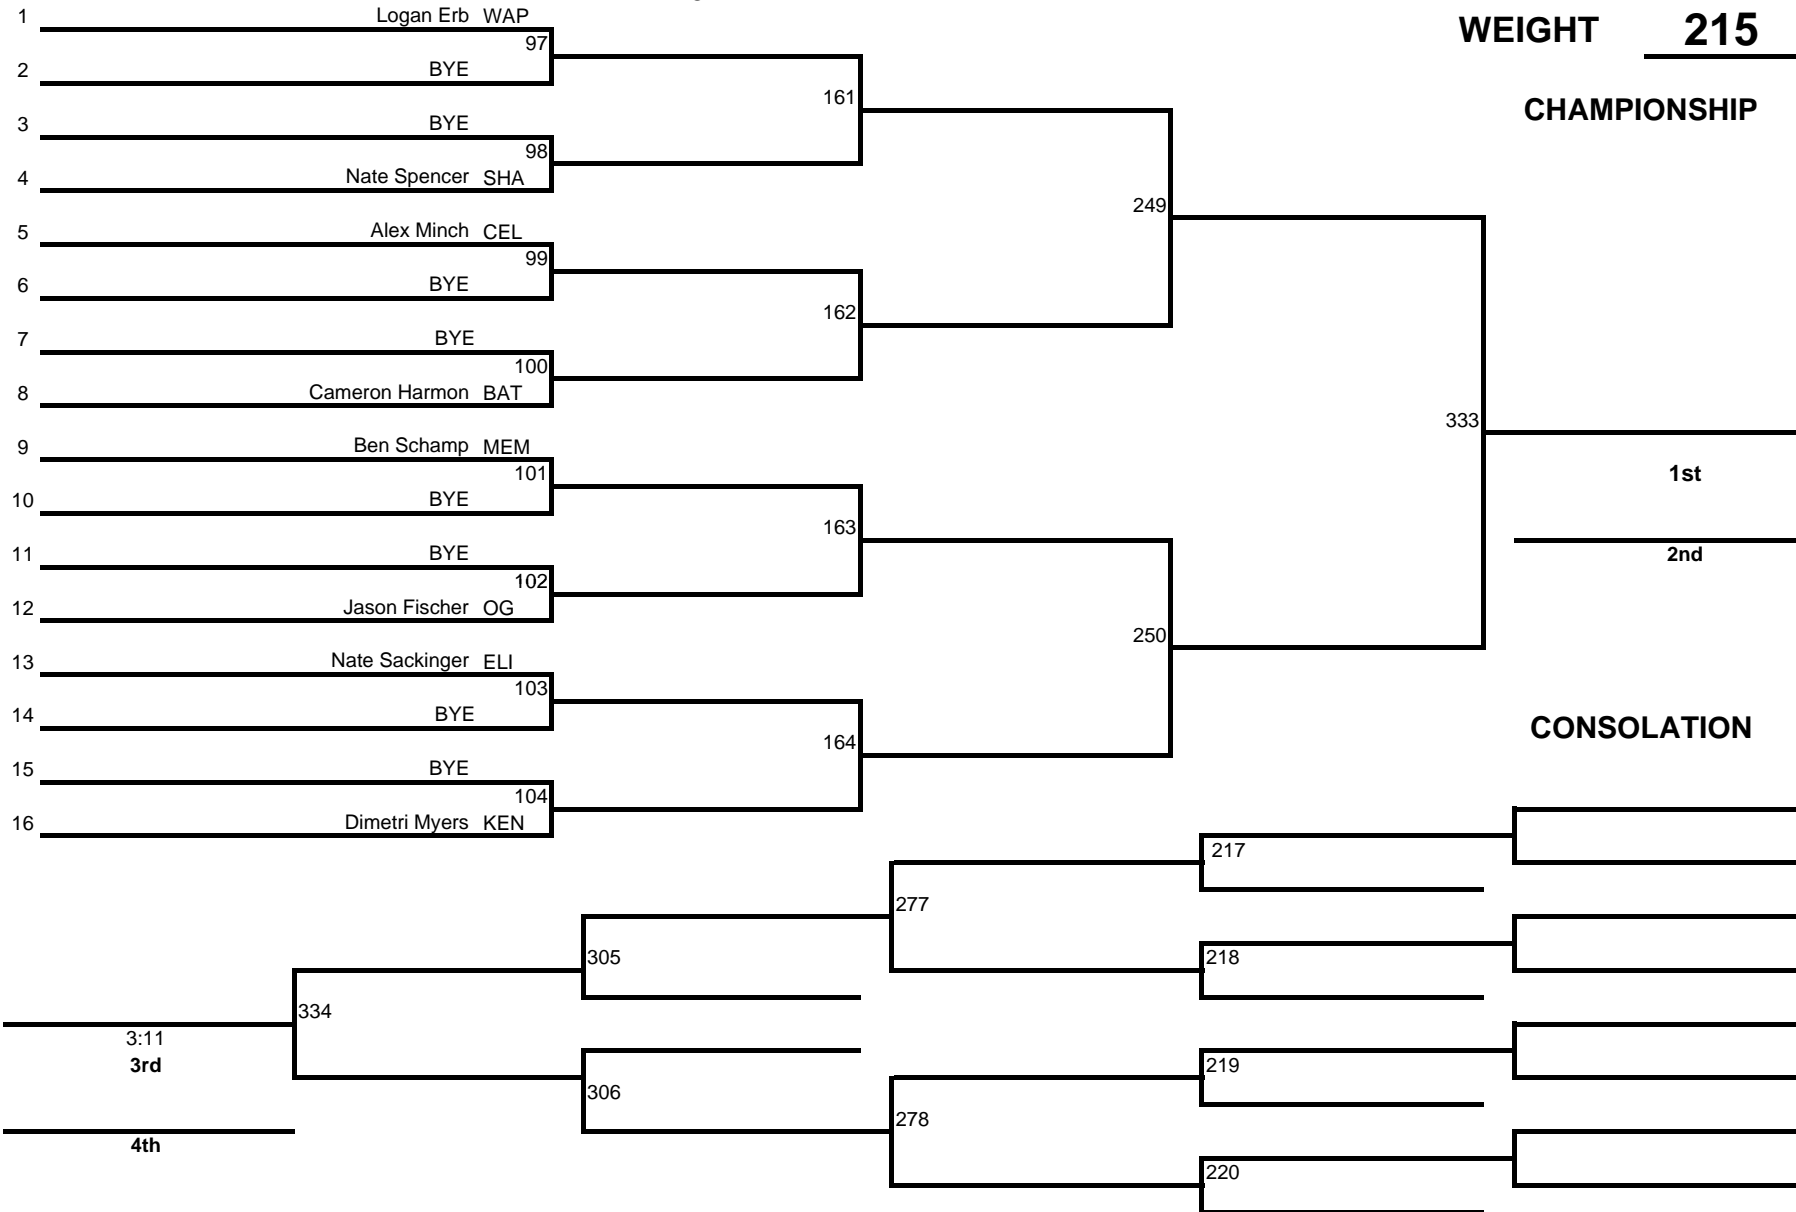 1 Logan Erb WAP
WEIGHT 215
97
2 BYE
161
CHAMPIONSHIP
3 BYE
98
4 Nate Spencer SHA
249
5 Alex Minch CEL
99
6 BYE
162
7 BYE
100
8 Cameron Harmon BAT
333
9 Ben Schamp MEM
101
1st
10 BYE
163
11 BYE
2nd
102
12 Jason Fischer OG
250
13 Nate Sackinger ELI
103
14 BYE
CONSOLATION
164
15 BYE
104
16 Dimetri Myers KEN
217
277
305
218
334
3:11
3rd
219
306
278
4th
220